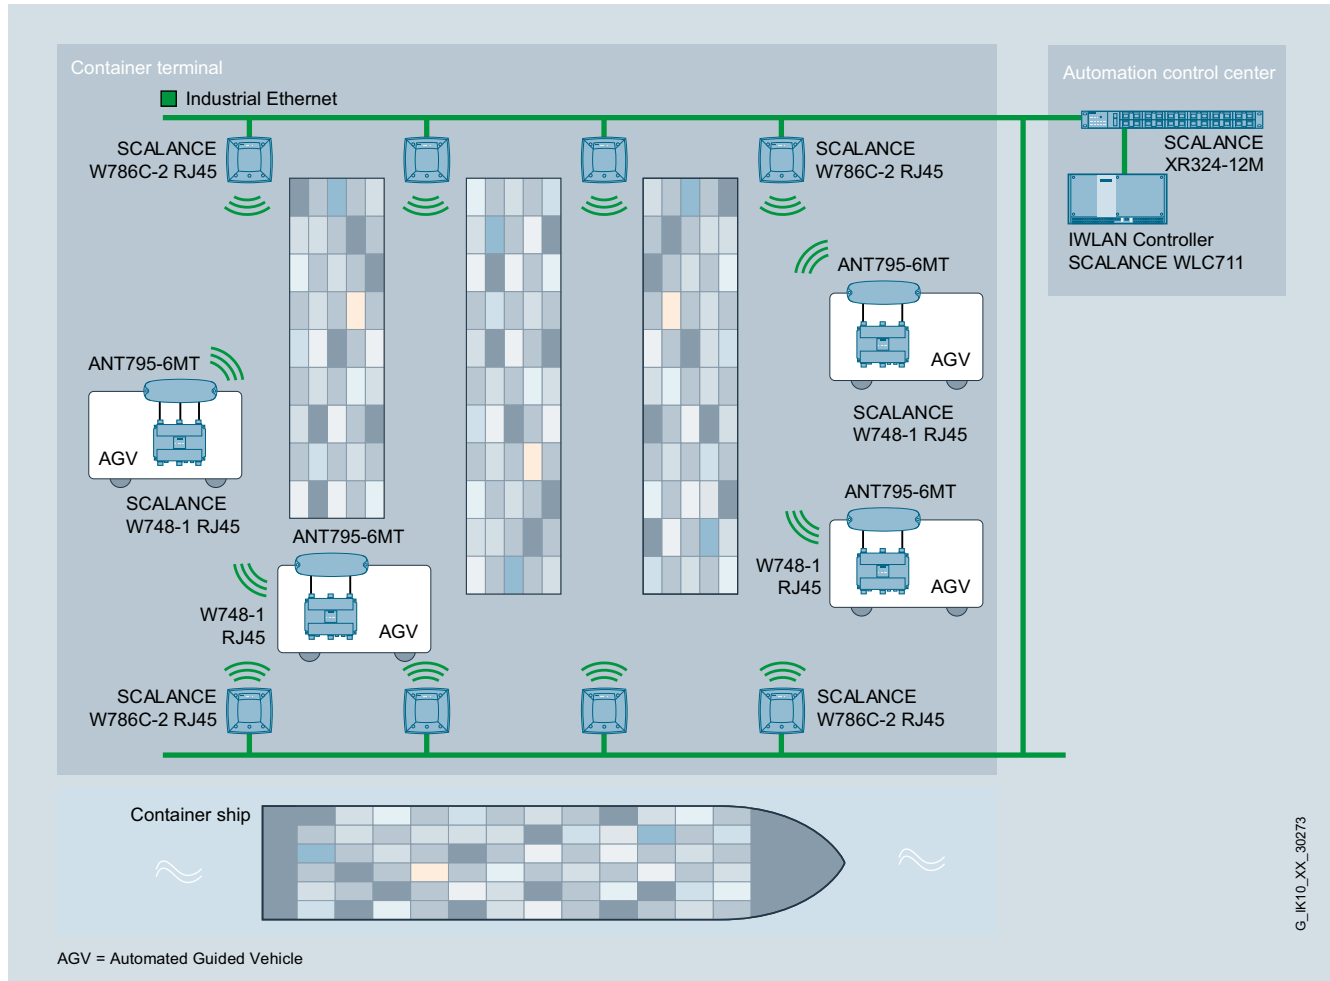 Container terminal
Industrial Ethernet
Automation control center
SCALANCE
W786C-2 RJ45
SCALANCE
W786C-2 RJ45
SCALANCE
XR324-12M
IWLAN Controller
SCALANCE WLC711
ANT795-6MT
AGV
SCALANCE
W748-1 RJ45
ANT795-6MT
AGV
SCALANCE
W748-1 RJ45
ANT795-6MT
W748-1
RJ45
AGV
ANT795-6MT
W748-1
RJ45
AGV
SCALANCE
W786C-2 RJ45
SCALANCE
W786C-2 RJ45
Container ship
G_IK10_XX_30273
AGV = Automated Guided Vehicle